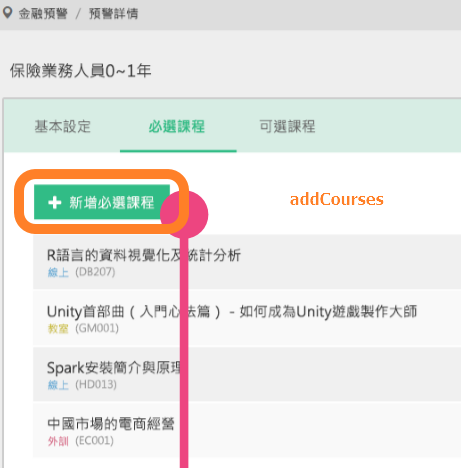 金融預警 / 預警詳情
保險業務人員0~1年
基本設定 必選課程 可選課程
新增必選課程 addCourses
R語言的資料視覺化及統計分析
線上 (DB207)
Unity首部曲（入門心法篇）- 如何成為Unity遊戲製作大師
教室 (GM001)
Spark安裝簡介與原理
線上 (HD013)
中國市場的電商經營
外訓 (EC001)